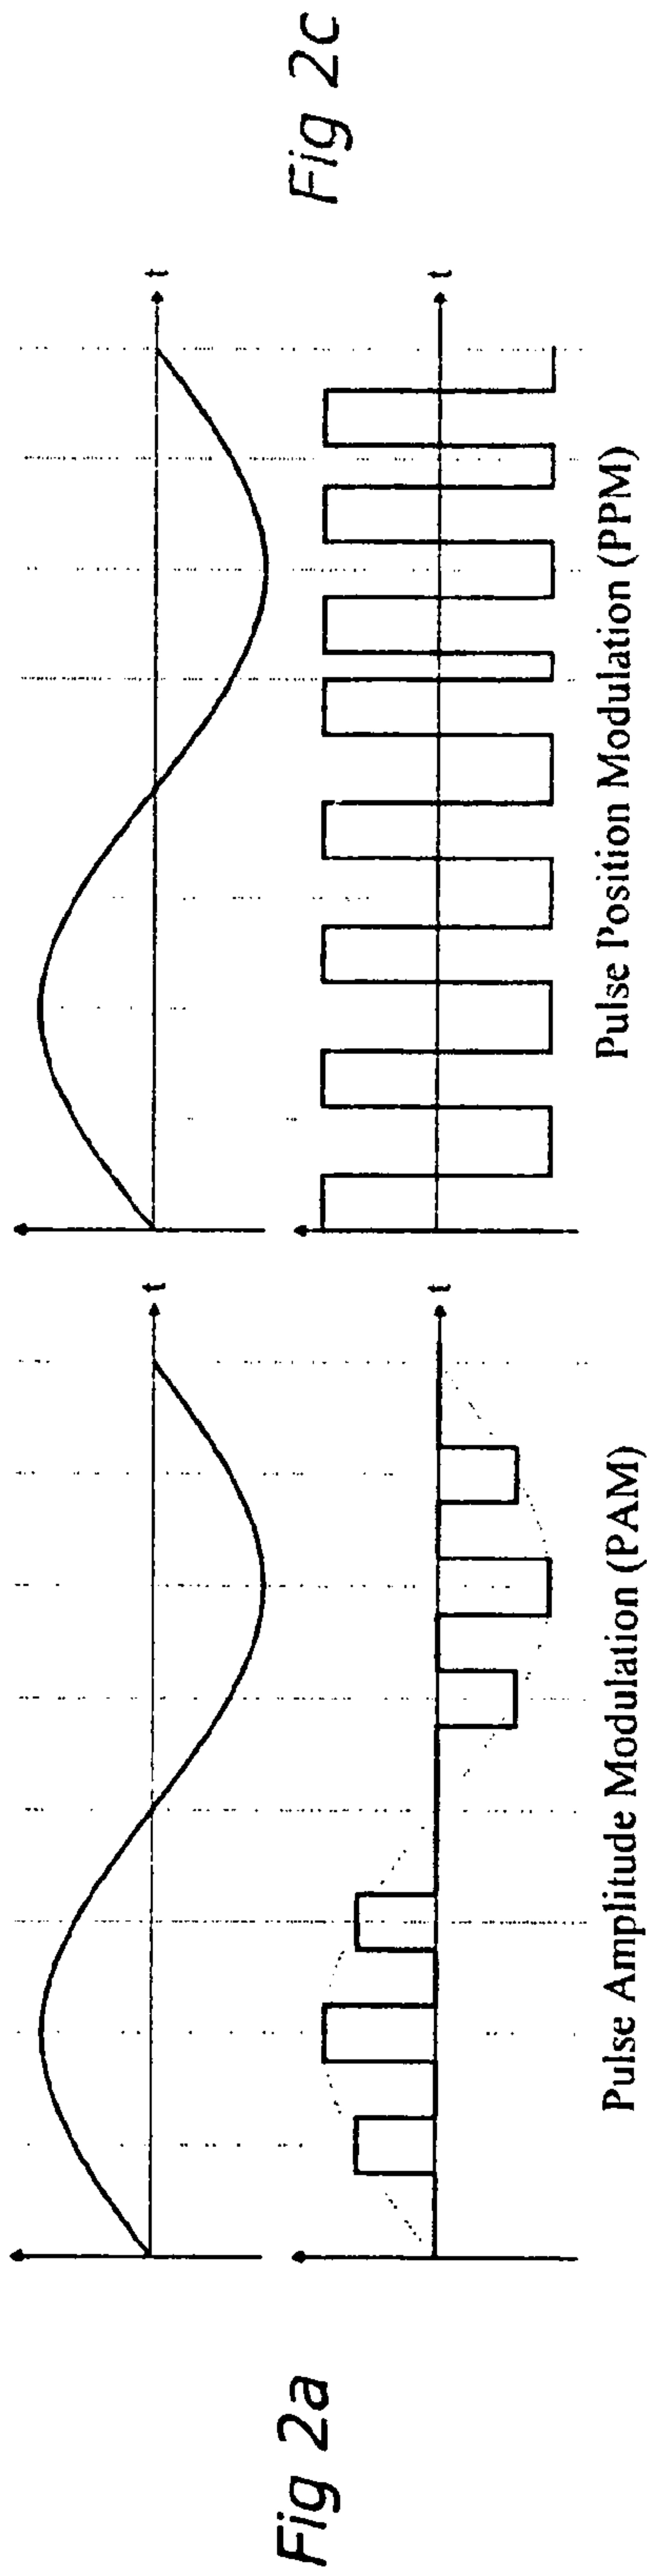 Fig 2a
t
t
Pulse Amplitude Modulation (PAM)
t
t
Pulse Position Modulation (PPM)
Fig 2c